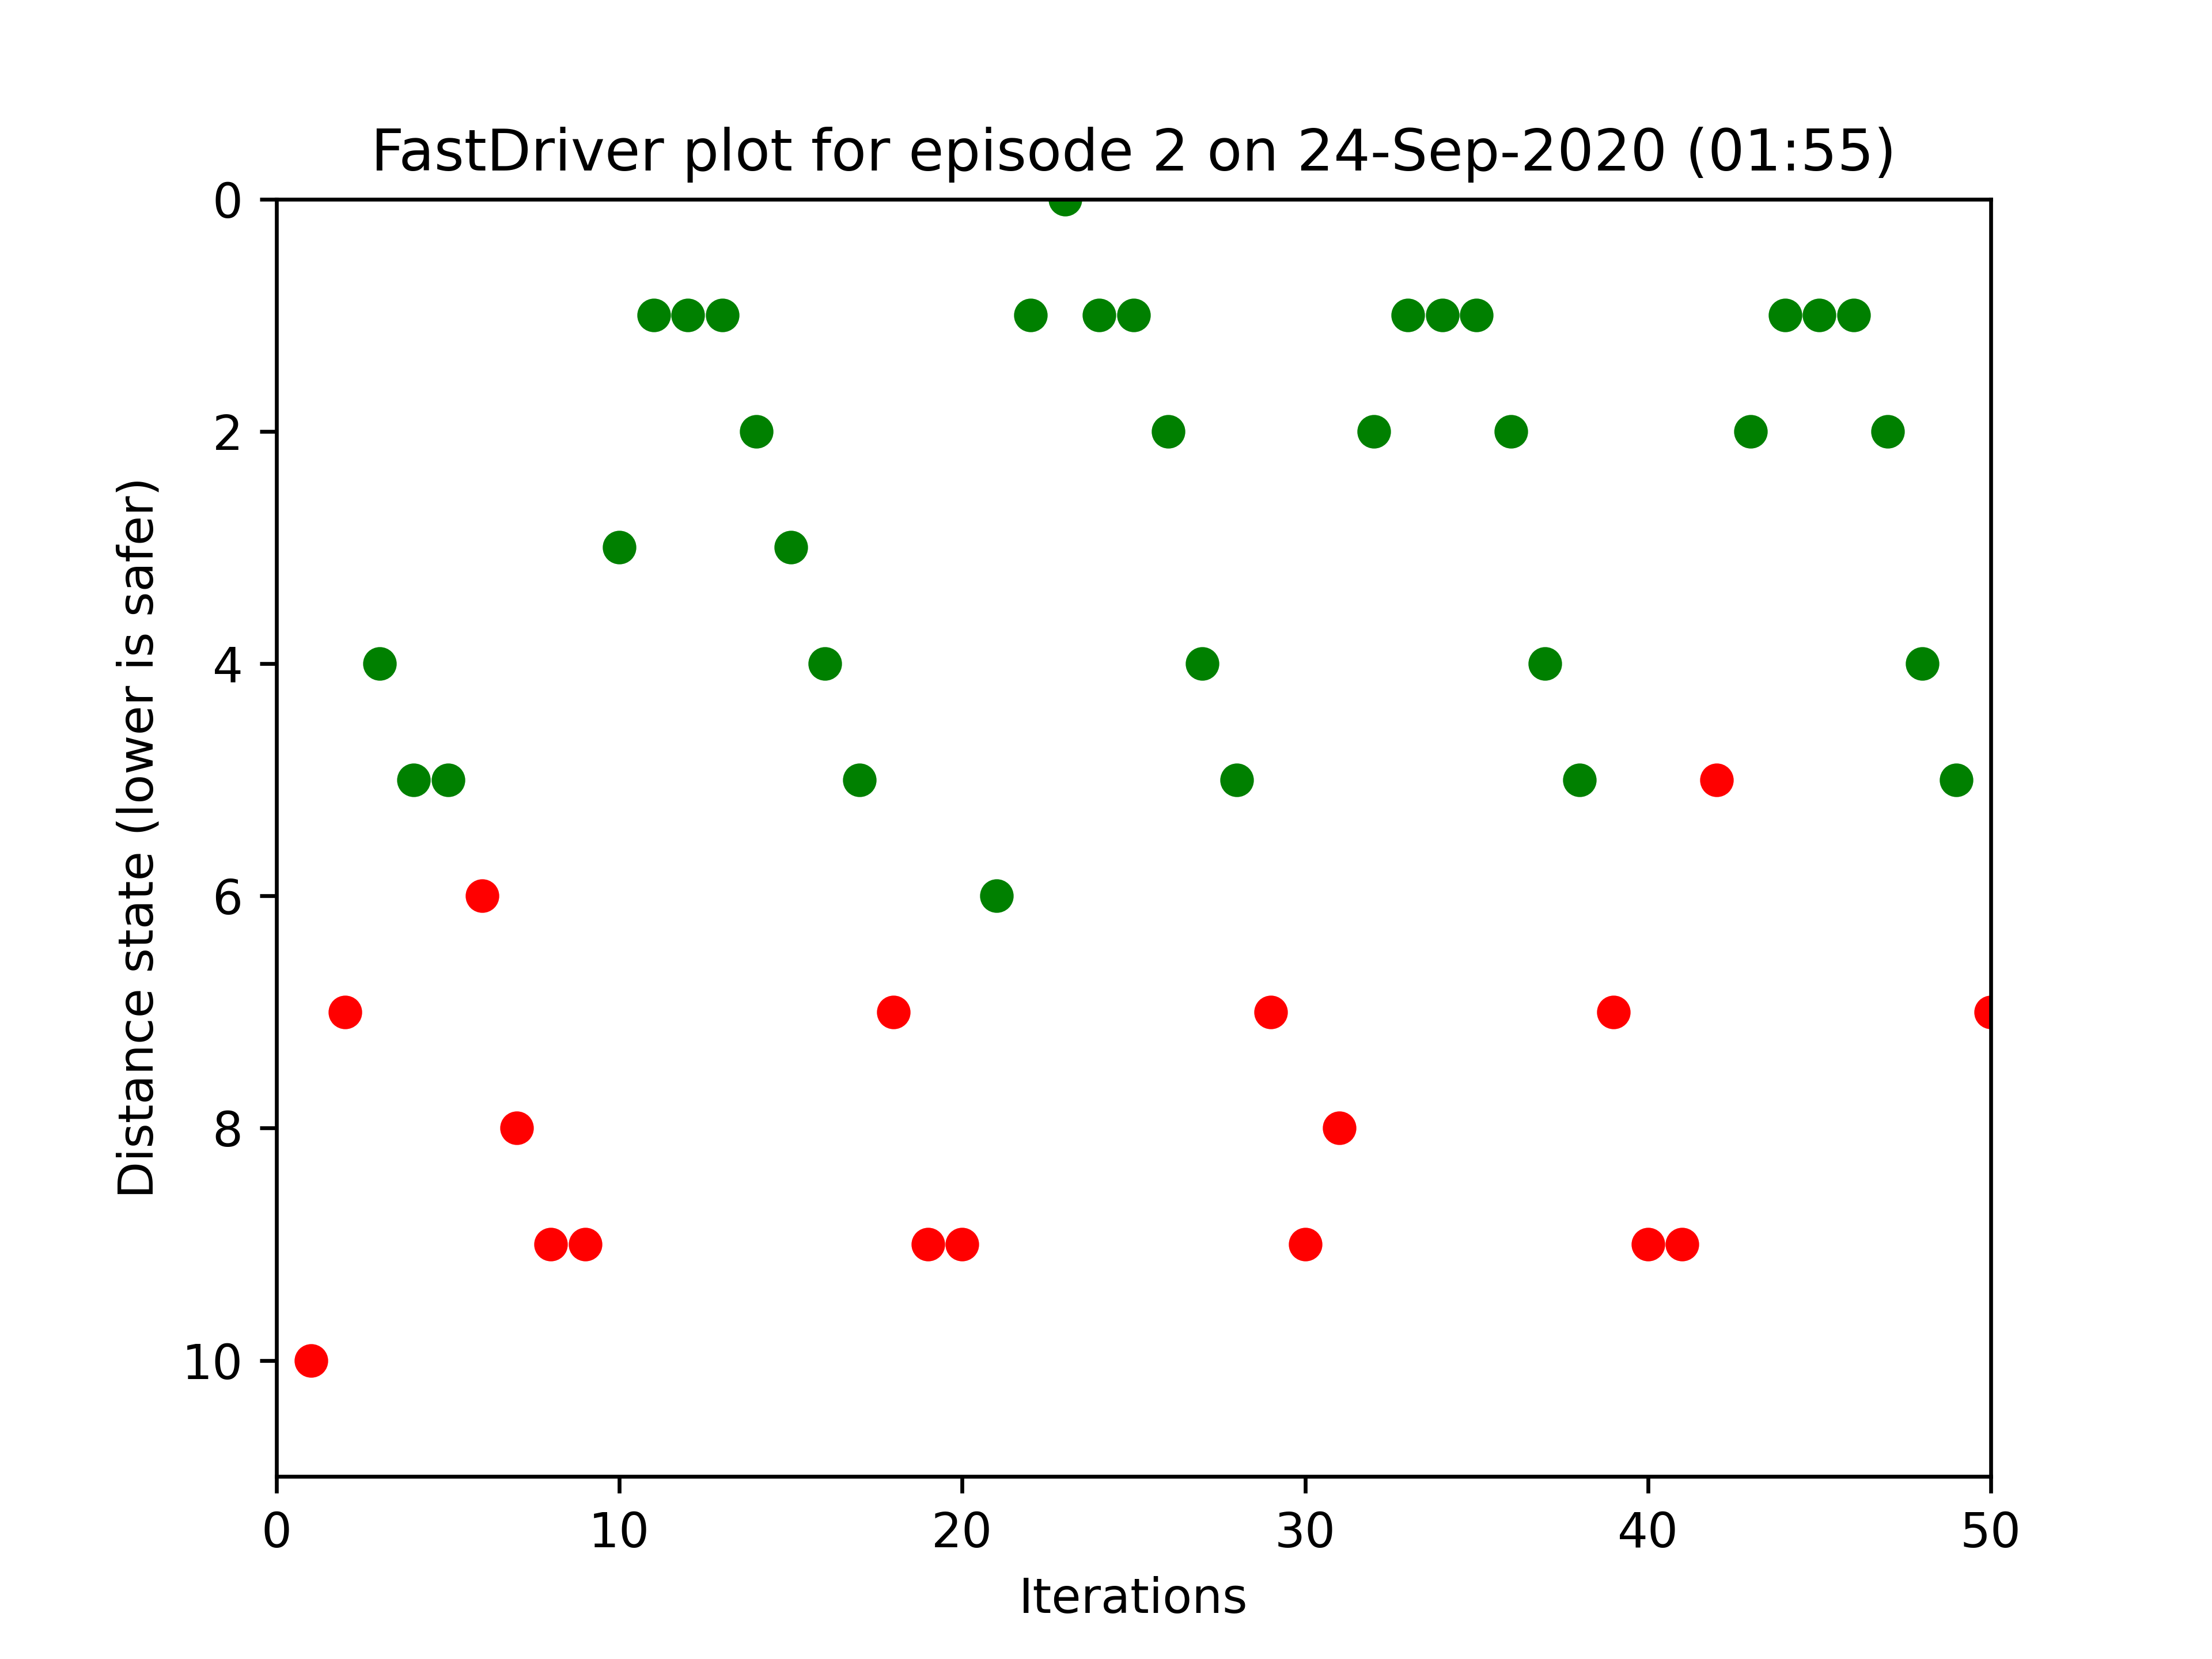 FastDriver plot for episode 2 on 24-Sep-2020 (01:55)
0
2
4
6
8
10
Distance state (lower is safer)
0 10 20 30 40 50
Iterations